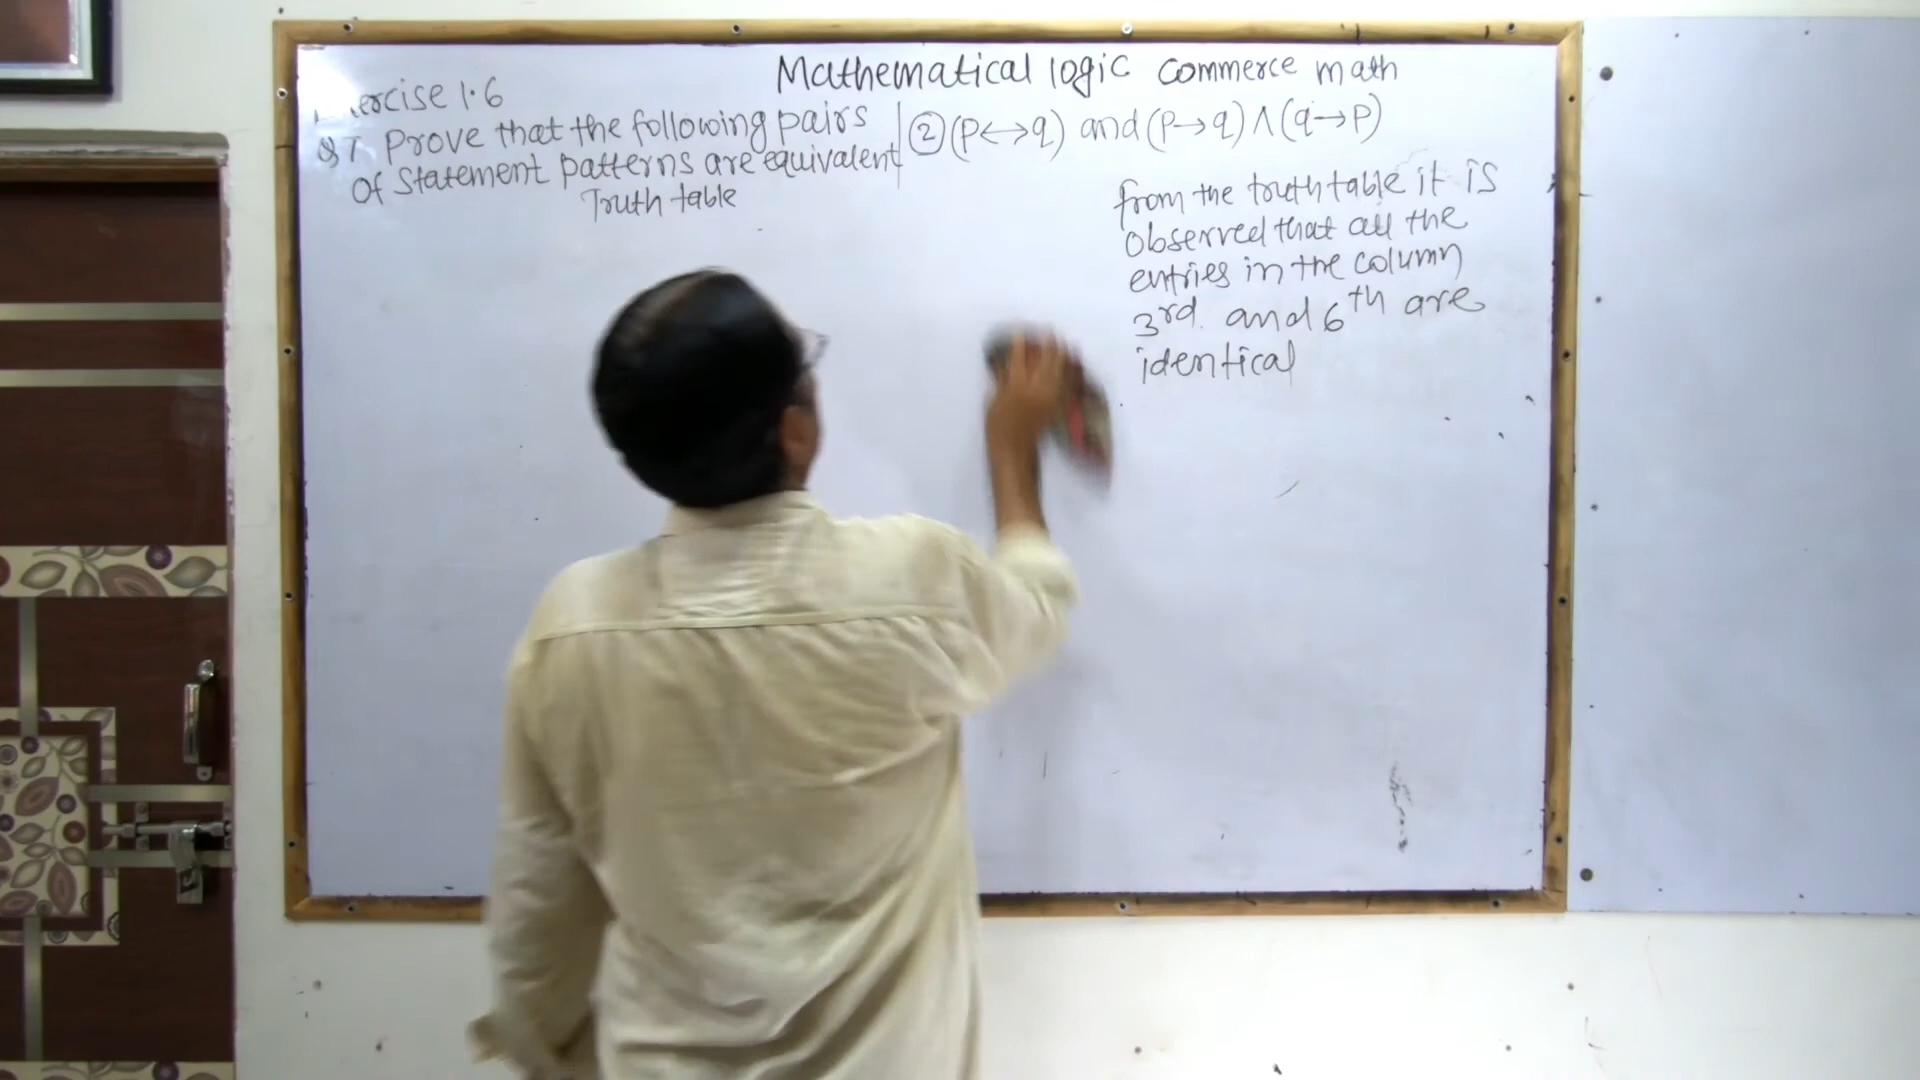 Mathematical logic commerce math
ercise 1.6
Q7 Prove that the following pairs
Of Statement patterns are equivalent
② (p↔q) and (p→q)∧(q→p)
Truth table
from the truth table it is
observed that all the
entries in the column
3rd. and 6th are
identical